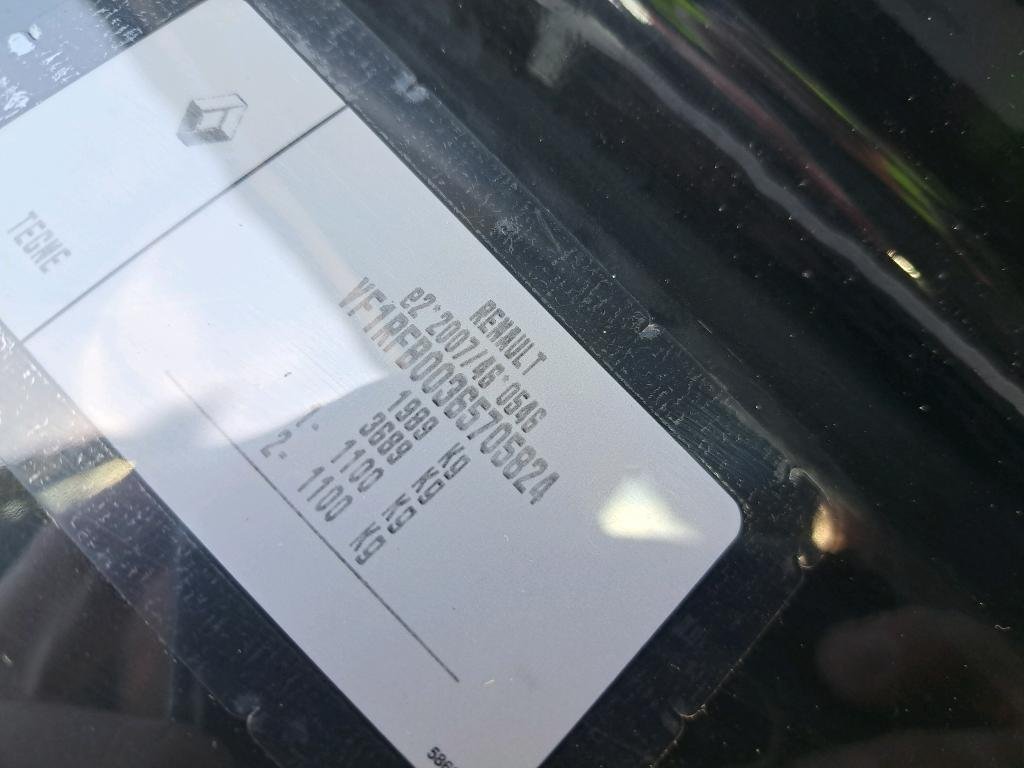 TEGNE
RENAULT
e2*2007/46*0546
VF1RFB00365705824
1989 Kg
3689 Kg
1- 1100 Kg
2- 1100 Kg